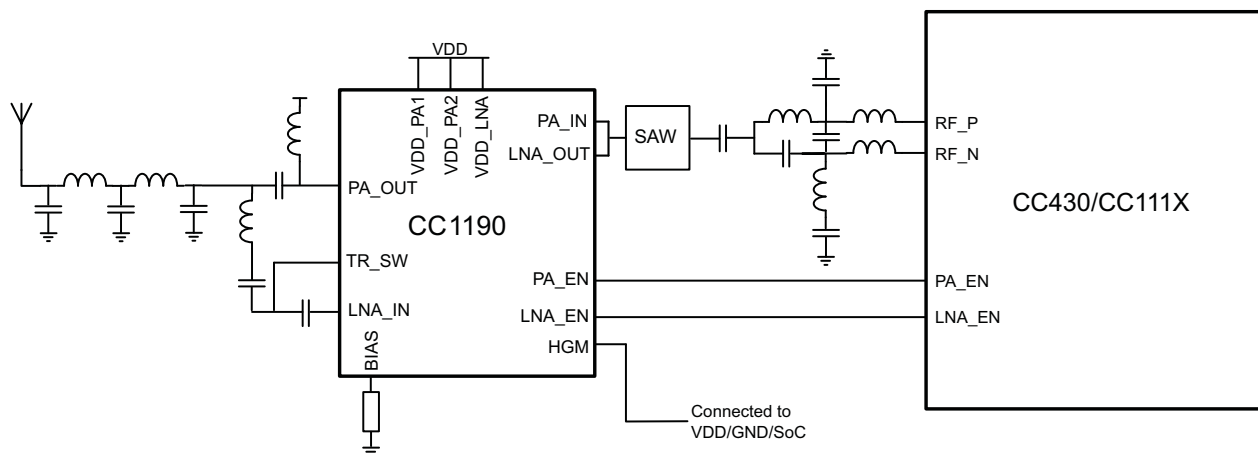 VDD
VDD_PA1
VDD_PA2
VDD_LNA
PA_IN
LNA_OUT
SAW
RF_P
RF_N
PA_OUT
CC1190
CC430/CC111X
TR_SW
LNA_IN
BIAS
PA_EN
LNA_EN
HGM
PA_EN
LNA_EN
Connected to
VDD/GND/SoC